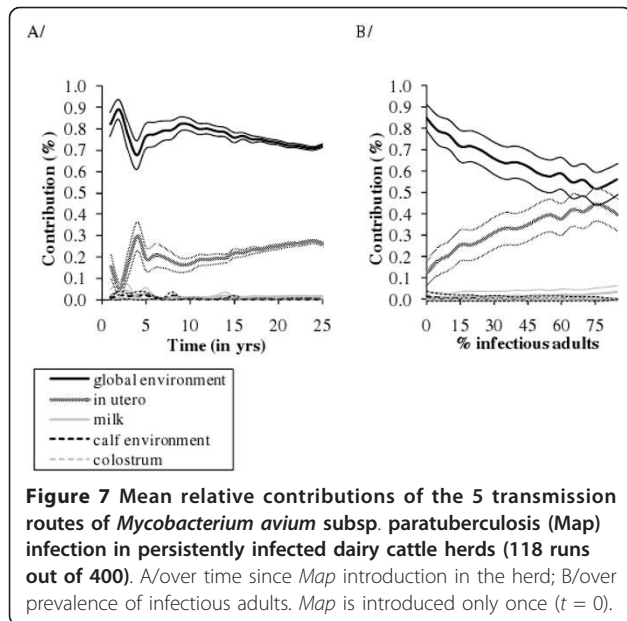 A/
B/
Contribution (%)
1.0
0.9
0.8
0.7
0.6
0.5
0.4
0.3
0.2
0.1
0.0
0 5 10 15 20 25
Time (in yrs)
Contribution (%)
1.0
0.9
0.8
0.7
0.6
0.5
0.4
0.3
0.2
0.1
0.0
0 15 30 45 60 75
% infectious adults
global environment
in utero
milk
calf environment
colostrum
Figure 7 Mean relative contributions of the 5 transmission
routes of Mycobacterium avium subsp. paratuberculosis (Map)
infection in persistently infected dairy cattle herds (118 runs
out of 400). A/over time since Map introduction in the herd; B/over
prevalence of infectious adults. Map is introduced only once (t = 0).